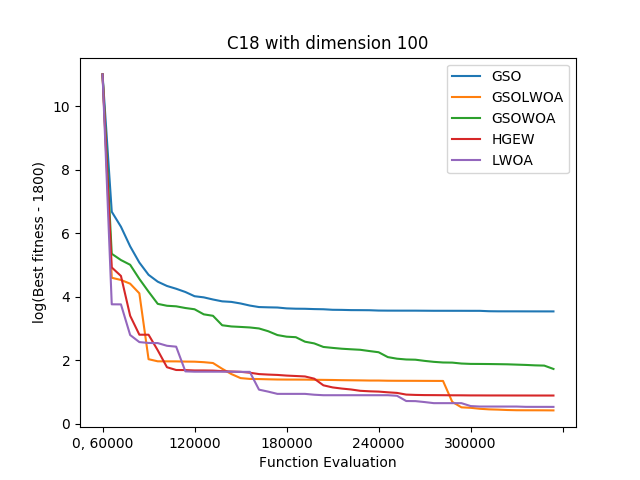 C18 with dimension 100
GSO
GSOLWOA
GSOWOA
HGEW
LWOA
log(Best fitness - 1800)
10
8
6
4
2
0
0, 60000 120000 180000 240000 300000
Function Evaluation